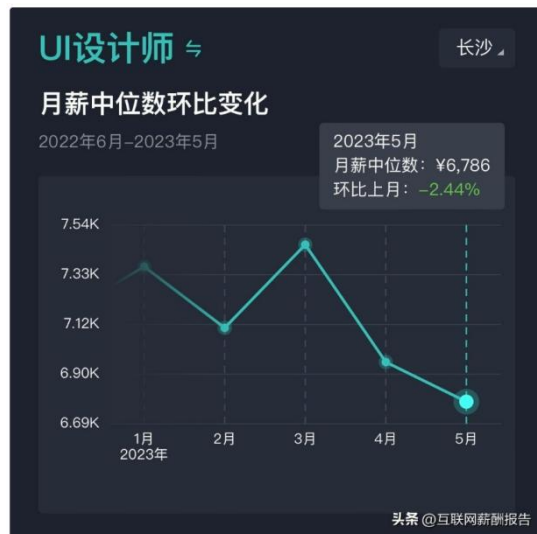 UI设计师 ⇋
长沙
月薪中位数环比变化
2022年6月-2023年5月
2023年5月
月薪中位数：¥6,786
环比上月：-2.44%
7.54K
7.33K
7.12K
6.90K
6.69K
1月
2023年
2月
3月
4月
5月
头条 @互联网薪酬报告